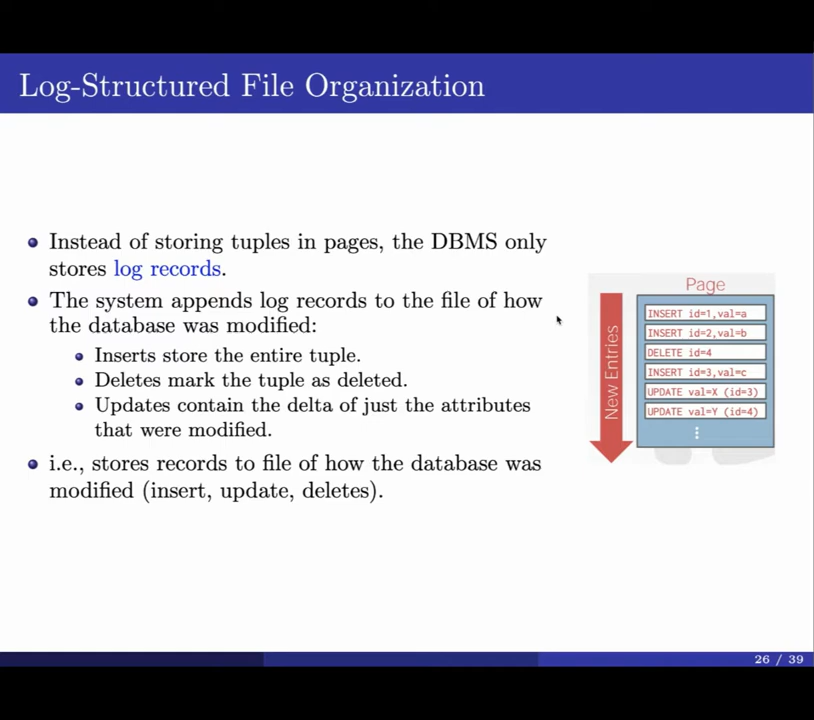 Log-Structured File Organization
Instead of storing tuples in pages, the DBMS only
stores log records.
The system appends log records to the file of how
the database was modified:
Inserts store the entire tuple.
Deletes mark the tuple as deleted.
Updates contain the delta of just the attributes
that were modified.
i.e., stores records to file of how the database was
modified (insert, update, deletes).
Page
New Entries
INSERT id=1,val=a
INSERT id=2,val=b
DELETE id=4
INSERT id=3,val=c
UPDATE val=X (id=3)
UPDATE val=Y (id=4)
26 / 39